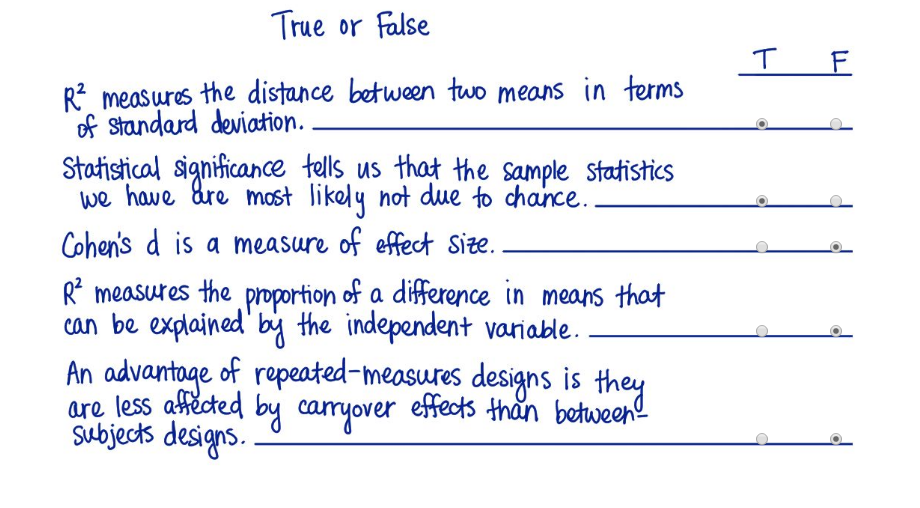 True or False
T F
R² measures the distance between two means in terms
of standard deviation.
Statistical significance tells us that the sample statistics
we have are most likely not due to chance.
Cohen's d is a measure of effect size.
R² measures the proportion of a difference in means that
can be explained by the independent variable.
An advantage of repeated-measures designs is they
are less affected by carryover effects than between-
subjects designs.